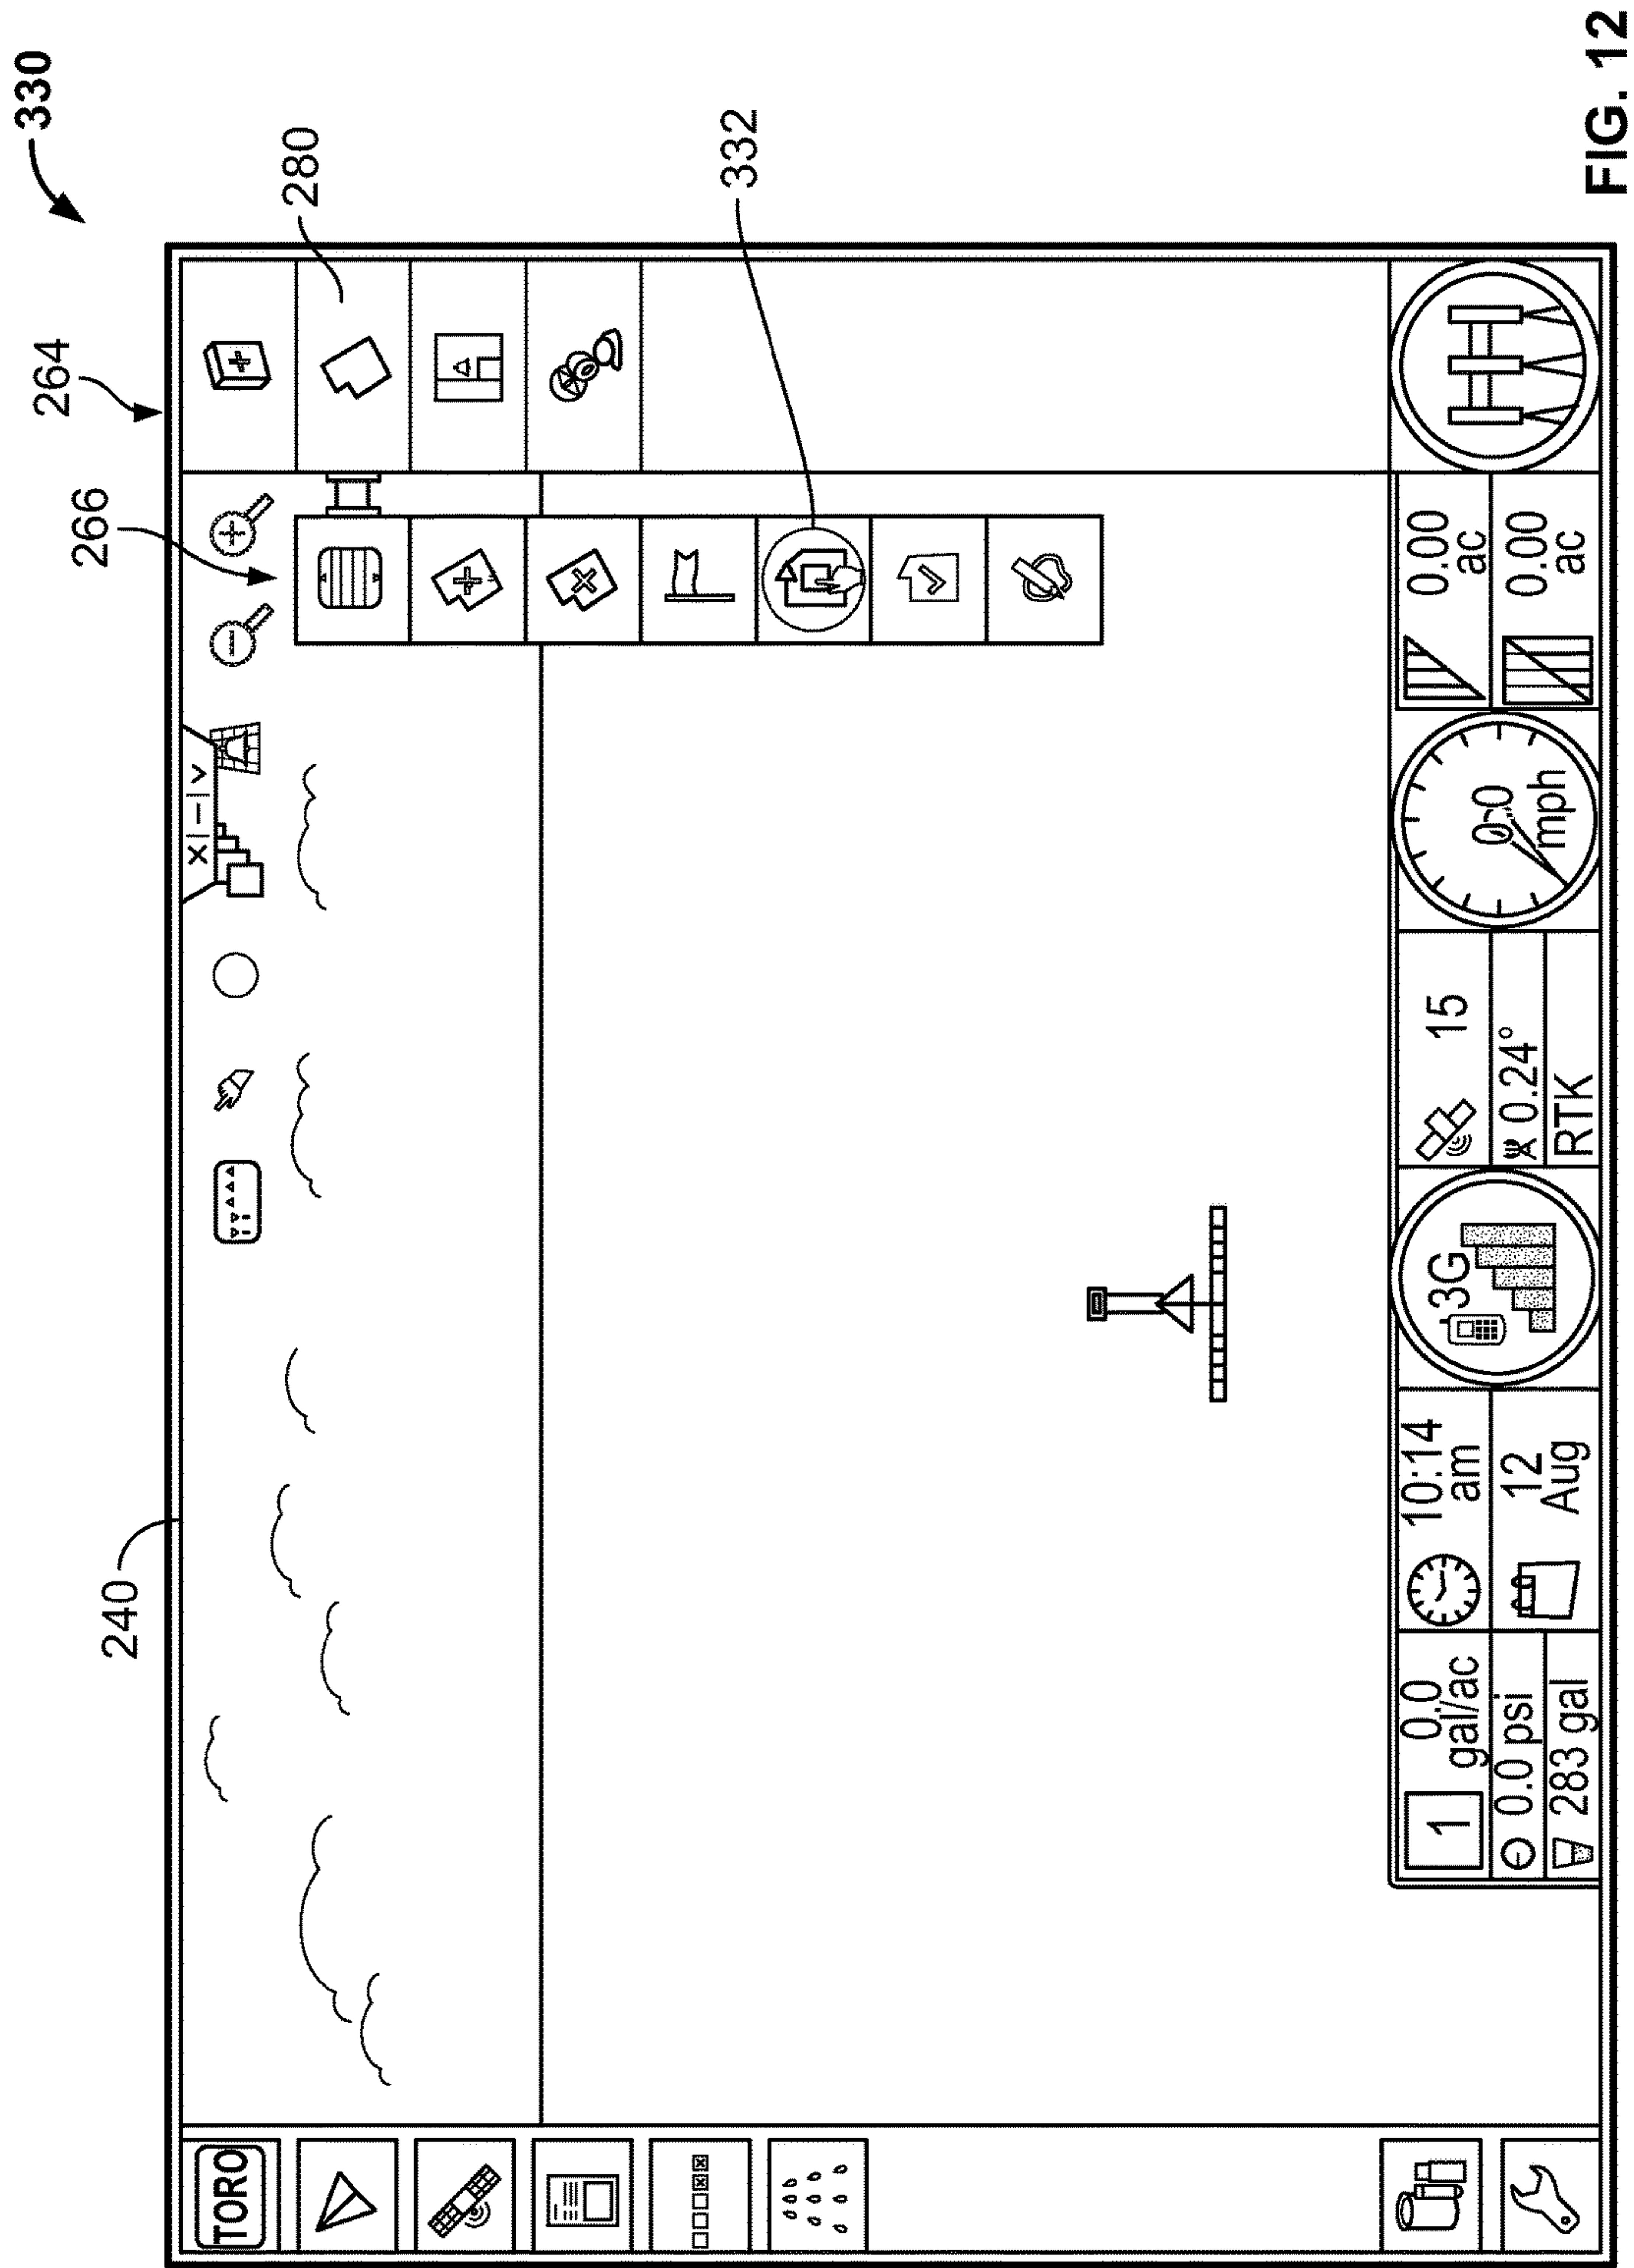 330
264
266
280
240
332
TORO
X|—|V
1
0.0
gal/ac
0.0 psi
283 gal
10:14
am
12
Aug
3G
15
0.24°
RTK
0.0
mph
0.00
ac
0.00
ac
FIG. 12